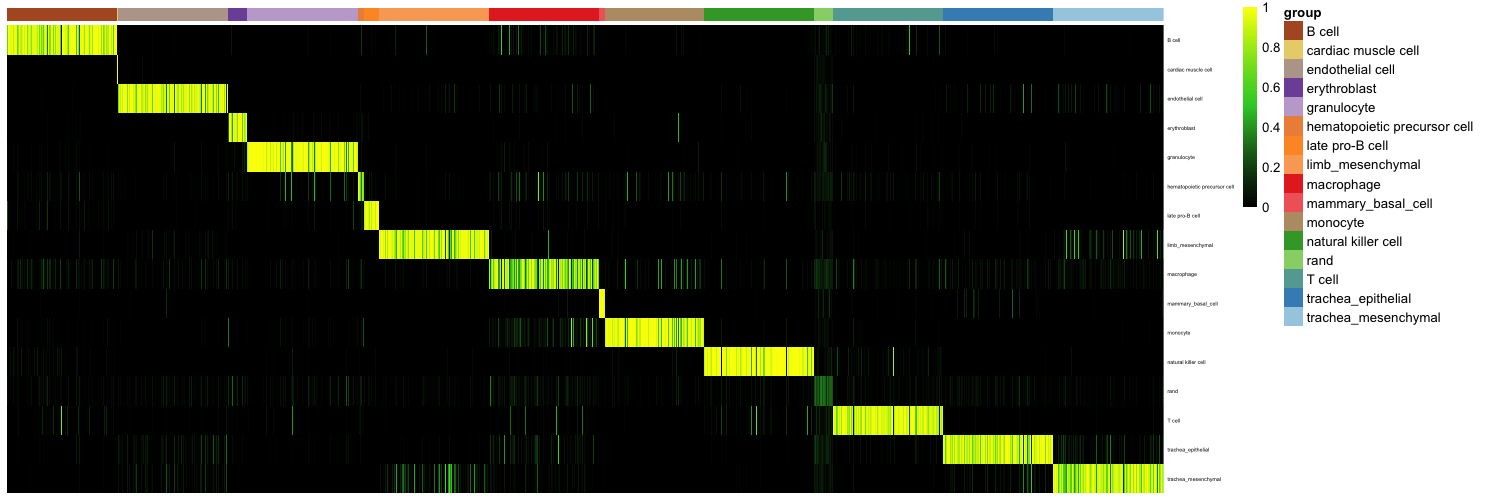 B cell
cardiac muscle cell
endothelial cell
erythroblast
granulocyte
hematopoietic precursor cell
late pro-B cell
limb_mesenchymal
macrophage
mammary_basal_cell
monocyte
natural killer cell
rand
T cell
trachea_epithelial
trachea_mesenchymal
1
0.8
0.6
0.4
0.2
0
group
B cell
cardiac muscle cell
endothelial cell
erythroblast
granulocyte
hematopoietic precursor cell
late pro-B cell
limb_mesenchymal
macrophage
mammary_basal_cell
monocyte
natural killer cell
rand
T cell
trachea_epithelial
trachea_mesenchymal